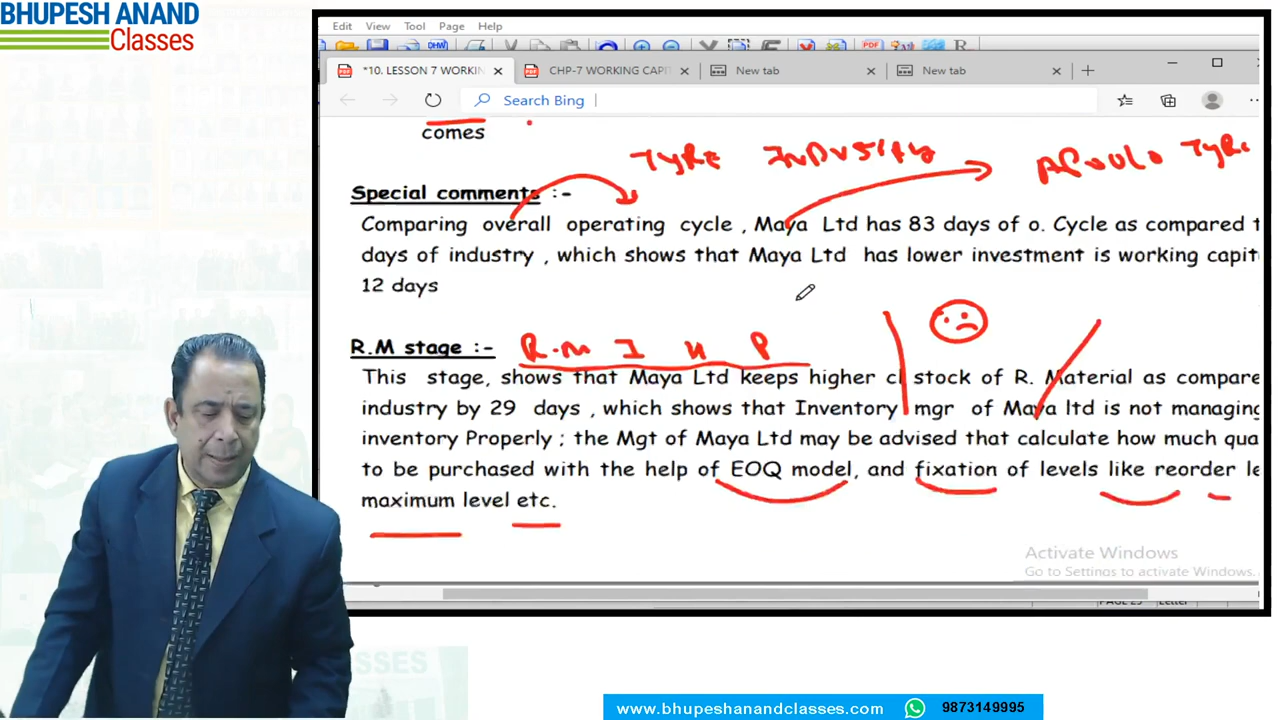 BHUPESH ANAND
Classes
Edit View Tool Page Help
*10. LESSON 7 WORKIN
CHP-7 WORKING CAPI
New tab
New tab
Search Bing
comes
TyRE INDUSTRY
Apoulo TyRe
Special comments :-
Comparing overall operating cycle , Maya Ltd has 83 days of o. Cycle as compared t
days of industry , which shows that Maya Ltd has lower investment is working capit
12 days
R.M stage :- R.M I H P
This stage, shows that Maya Ltd keeps higher cl stock of R. Material as compare
industry by 29 days , which shows that Inventory mgr of Maya ltd is not managing
inventory Properly ; the Mgt of Maya Ltd may be advised that calculate how much qua
to be purchased with the help of EOQ model, and fixation of levels like reorder le
maximum level etc.
Activate Windows
Go to Settings to activate Windows.
PAGE 25 Letter
CLASSES
www.bhupeshanandclasses.com 9873149995